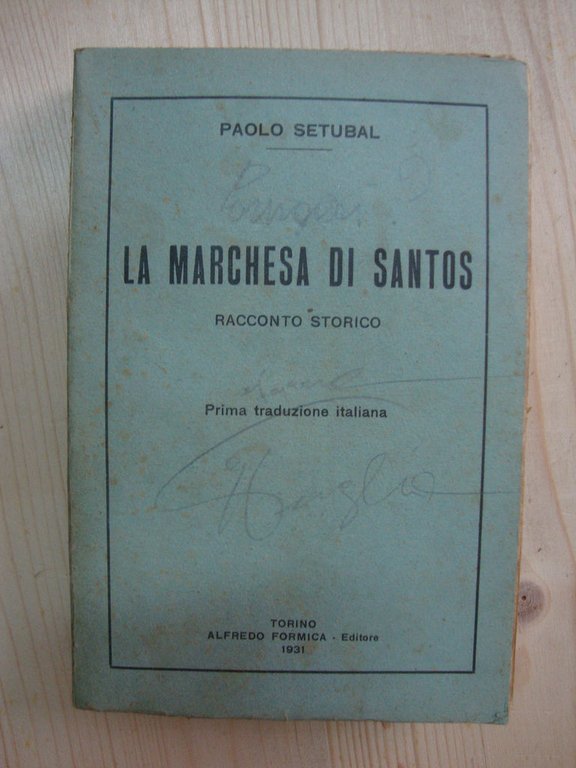 PAOLO SETUBAL
LA MARCHESA DI SANTOS
RACCONTO STORICO
Prima traduzione italiana
TORINO
ALFREDO FORMICA - Editore
1931